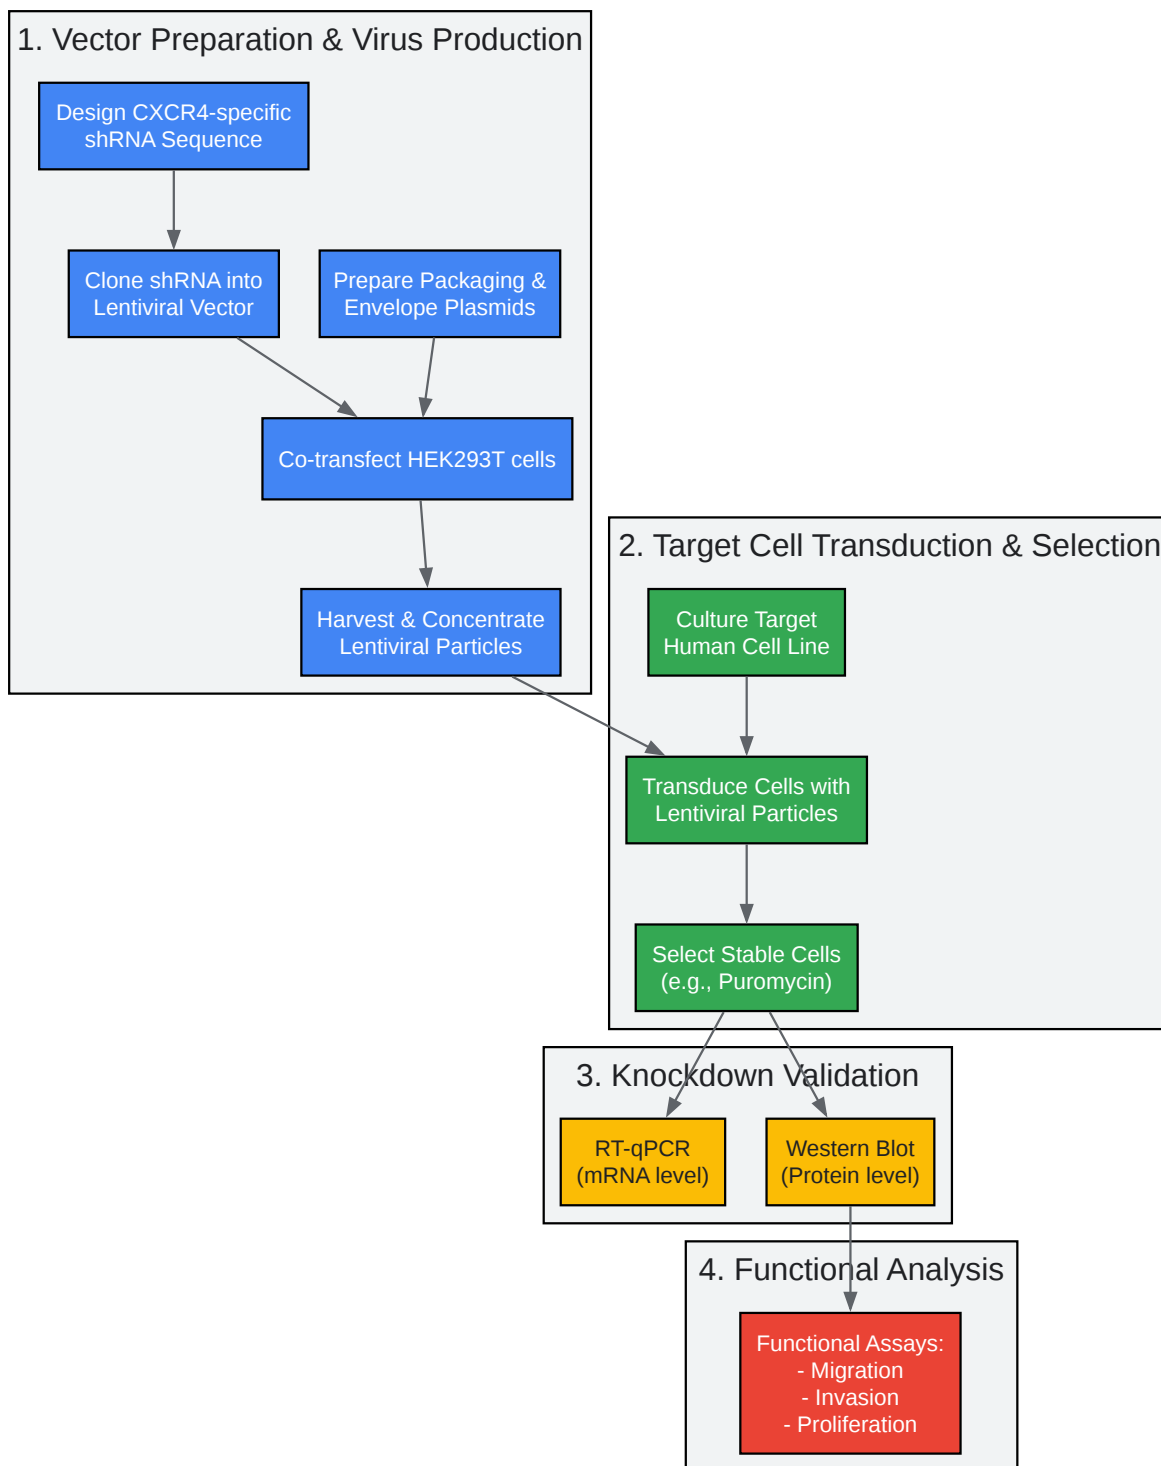 1. Vector Preparation & Virus Production
Design CXCR4-specific
shRNA Sequence
Clone shRNA into
Lentiviral Vector
Prepare Packaging &
Envelope Plasmids
Co-transfect HEK293T cells
Harvest & Concentrate
Lentiviral Particles
2. Target Cell Transduction & Selection
Culture Target
Human Cell Line
Transduce Cells with
Lentiviral Particles
Select Stable Cells
(e.g., Puromycin)
3. Knockdown Validation
RT-qPCR
(mRNA level)
Western Blot
(Protein level)
4. Functional Analysis
Functional Assays:
- Migration
- Invasion
- Proliferation